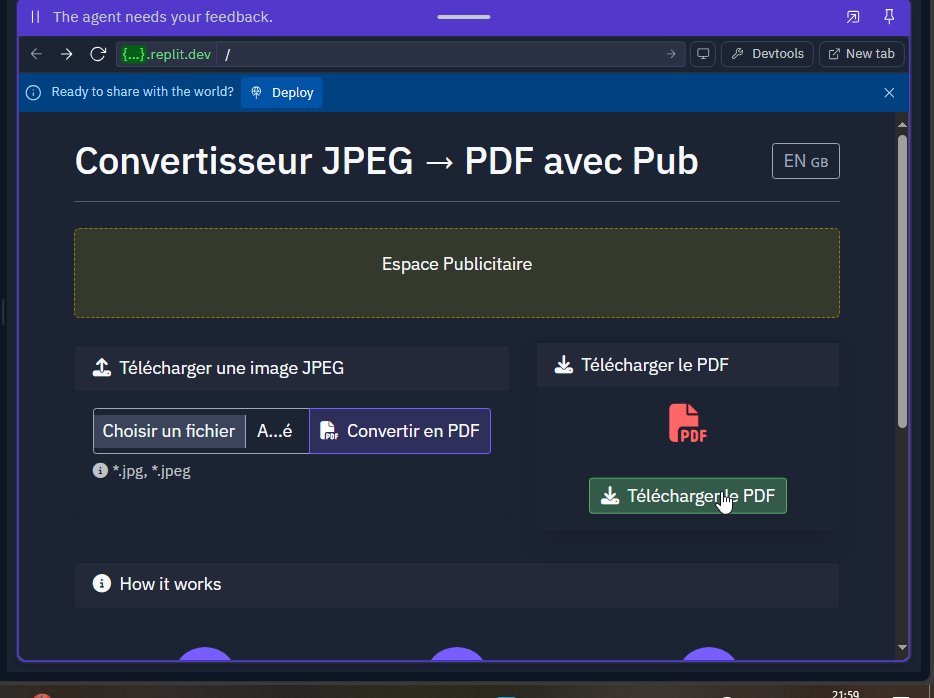 The agent needs your feedback.
{...}.replit.dev /
Devtools
New tab
Ready to share with the world?
Deploy
Convertisseur JPEG → PDF avec Pub
EN GB
Espace Publicitaire
Télécharger une image JPEG
Choisir un fichier
A...é
Convertir en PDF
*.jpg, *.jpeg
Télécharger le PDF
PDF
Télécharger le PDF
How it works
21:59